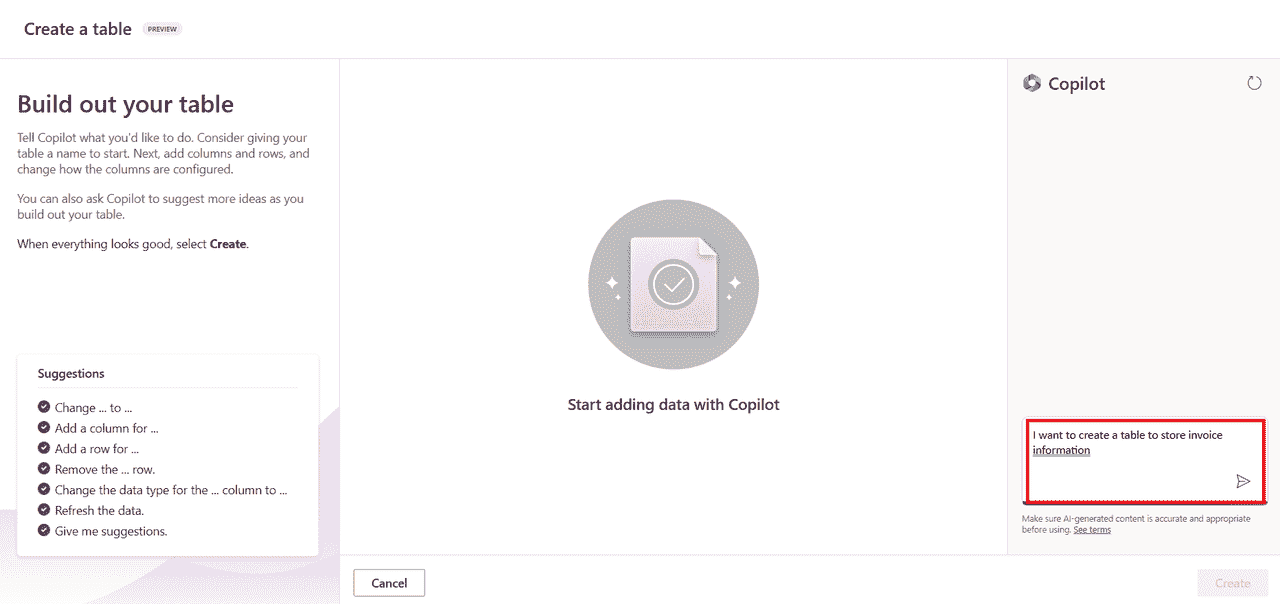 Create a table PREVIEW
Build out your table
Tell Copilot what you'd like to do. Consider giving your
table a name to start. Next, add columns and rows, and
change how the columns are configured.
You can also ask Copilot to suggest more ideas as you
build out your table.
When everything looks good, select Create.
Suggestions
Change ... to ...
Add a column for ...
Add a row for ...
Remove the ... row.
Change the data type for the ... column to ...
Refresh the data.
Give me suggestions.
Start adding data with Copilot
Copilot
I want to create a table to store invoice
information
Make sure AI-generated content is accurate and appropriate
before using. See terms
Cancel
Create